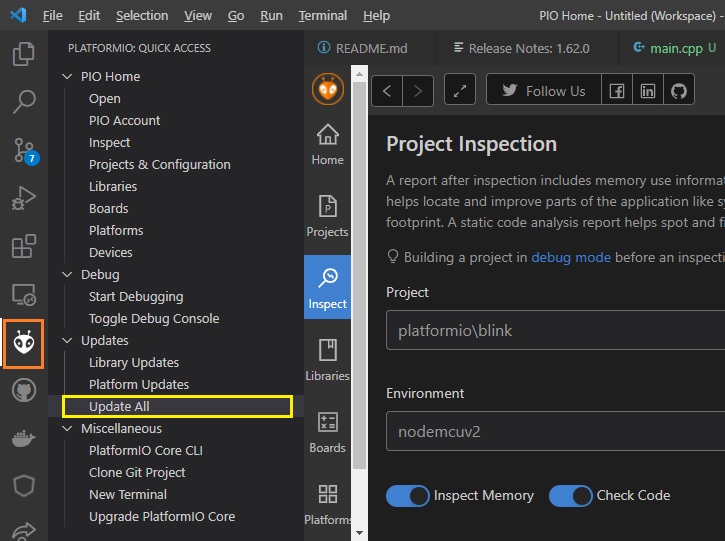 File Edit Selection View Go Run Terminal Help
PIO Home - Untitled (Workspace) -
PLATFORMIO: QUICK ACCESS
PIO Home
Open
PIO Account
Inspect
Projects & Configuration
Libraries
Boards
Platforms
Devices
Debug
Start Debugging
Toggle Debug Console
Updates
Library Updates
Platform Updates
Update All
Miscellaneous
PlatformIO Core CLI
Clone Git Project
New Terminal
Upgrade PlatformIO Core
7
README.md
Release Notes: 1.62.0
main.cpp U
Home
Projects
Inspect
Libraries
Boards
Platforms
Follow Us
Project Inspection
A report after inspection includes memory use informa
helps locate and improve parts of the application like sy
footprint. A static code analysis report helps spot and fi
Building a project in debug mode before an inspecti
Project
platformio\blink
Environment
nodemcuv2
Inspect Memory Check Code